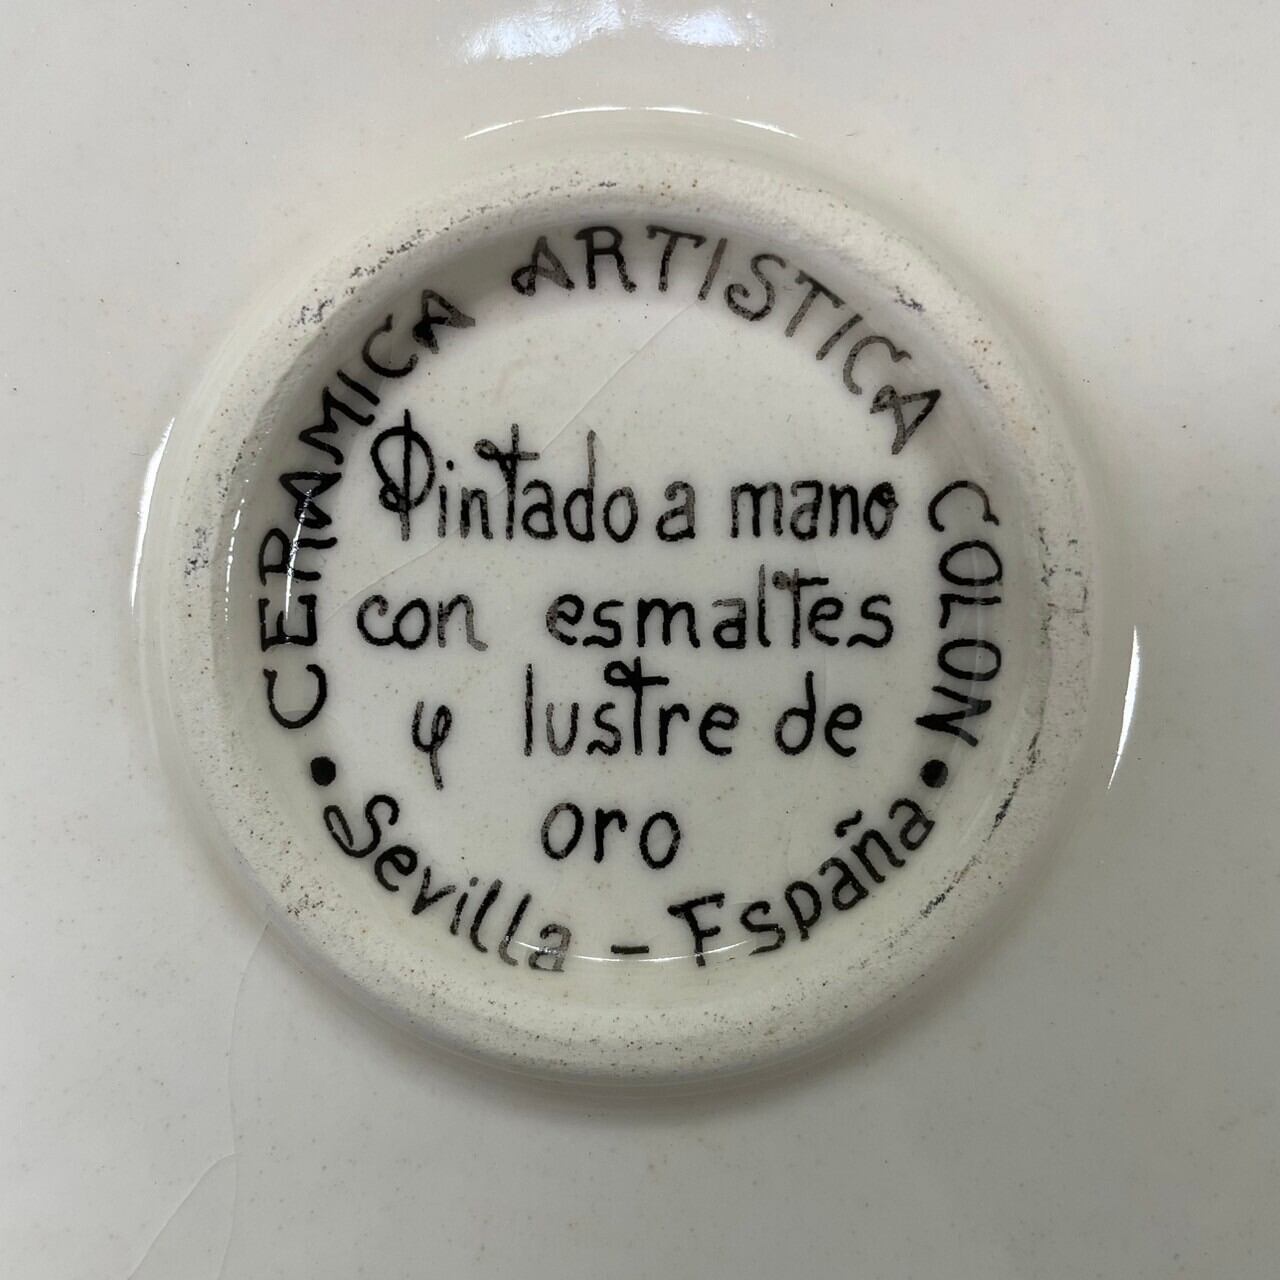 CERAMICA ARTISTICA COLON
Pintado a mano
con esmaltes
y lustre de
oro
• Sevilla - España •